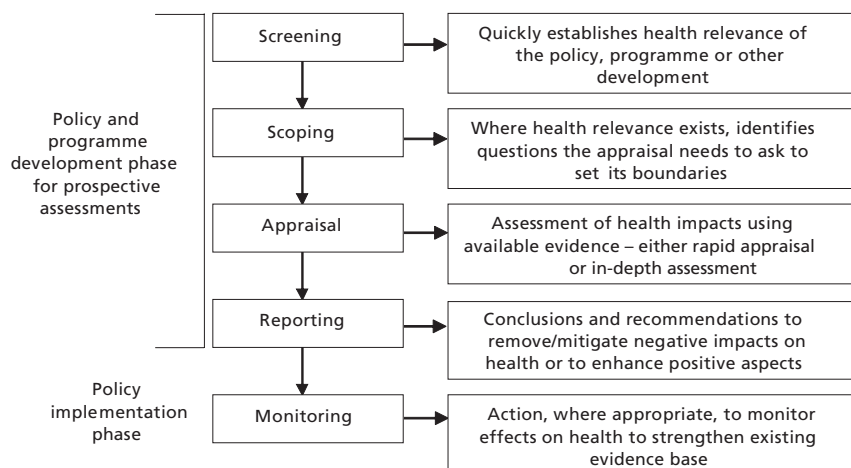 Screening
Quickly establishes health relevance of
the policy, programme or other
development
Policy and
programme
development phase
for prospective
assessments
Scoping
Where health relevance exists, identifies
questions the appraisal needs to ask to
set its boundaries
Appraisal
Assessment of health impacts using
available evidence – either rapid appraisal
or in-depth assessment
Reporting
Conclusions and recommendations to
remove/mitigate negative impacts on
health or to enhance positive aspects
Policy
implementation
phase
Monitoring
Action, where appropriate, to monitor
effects on health to strengthen existing
evidence base